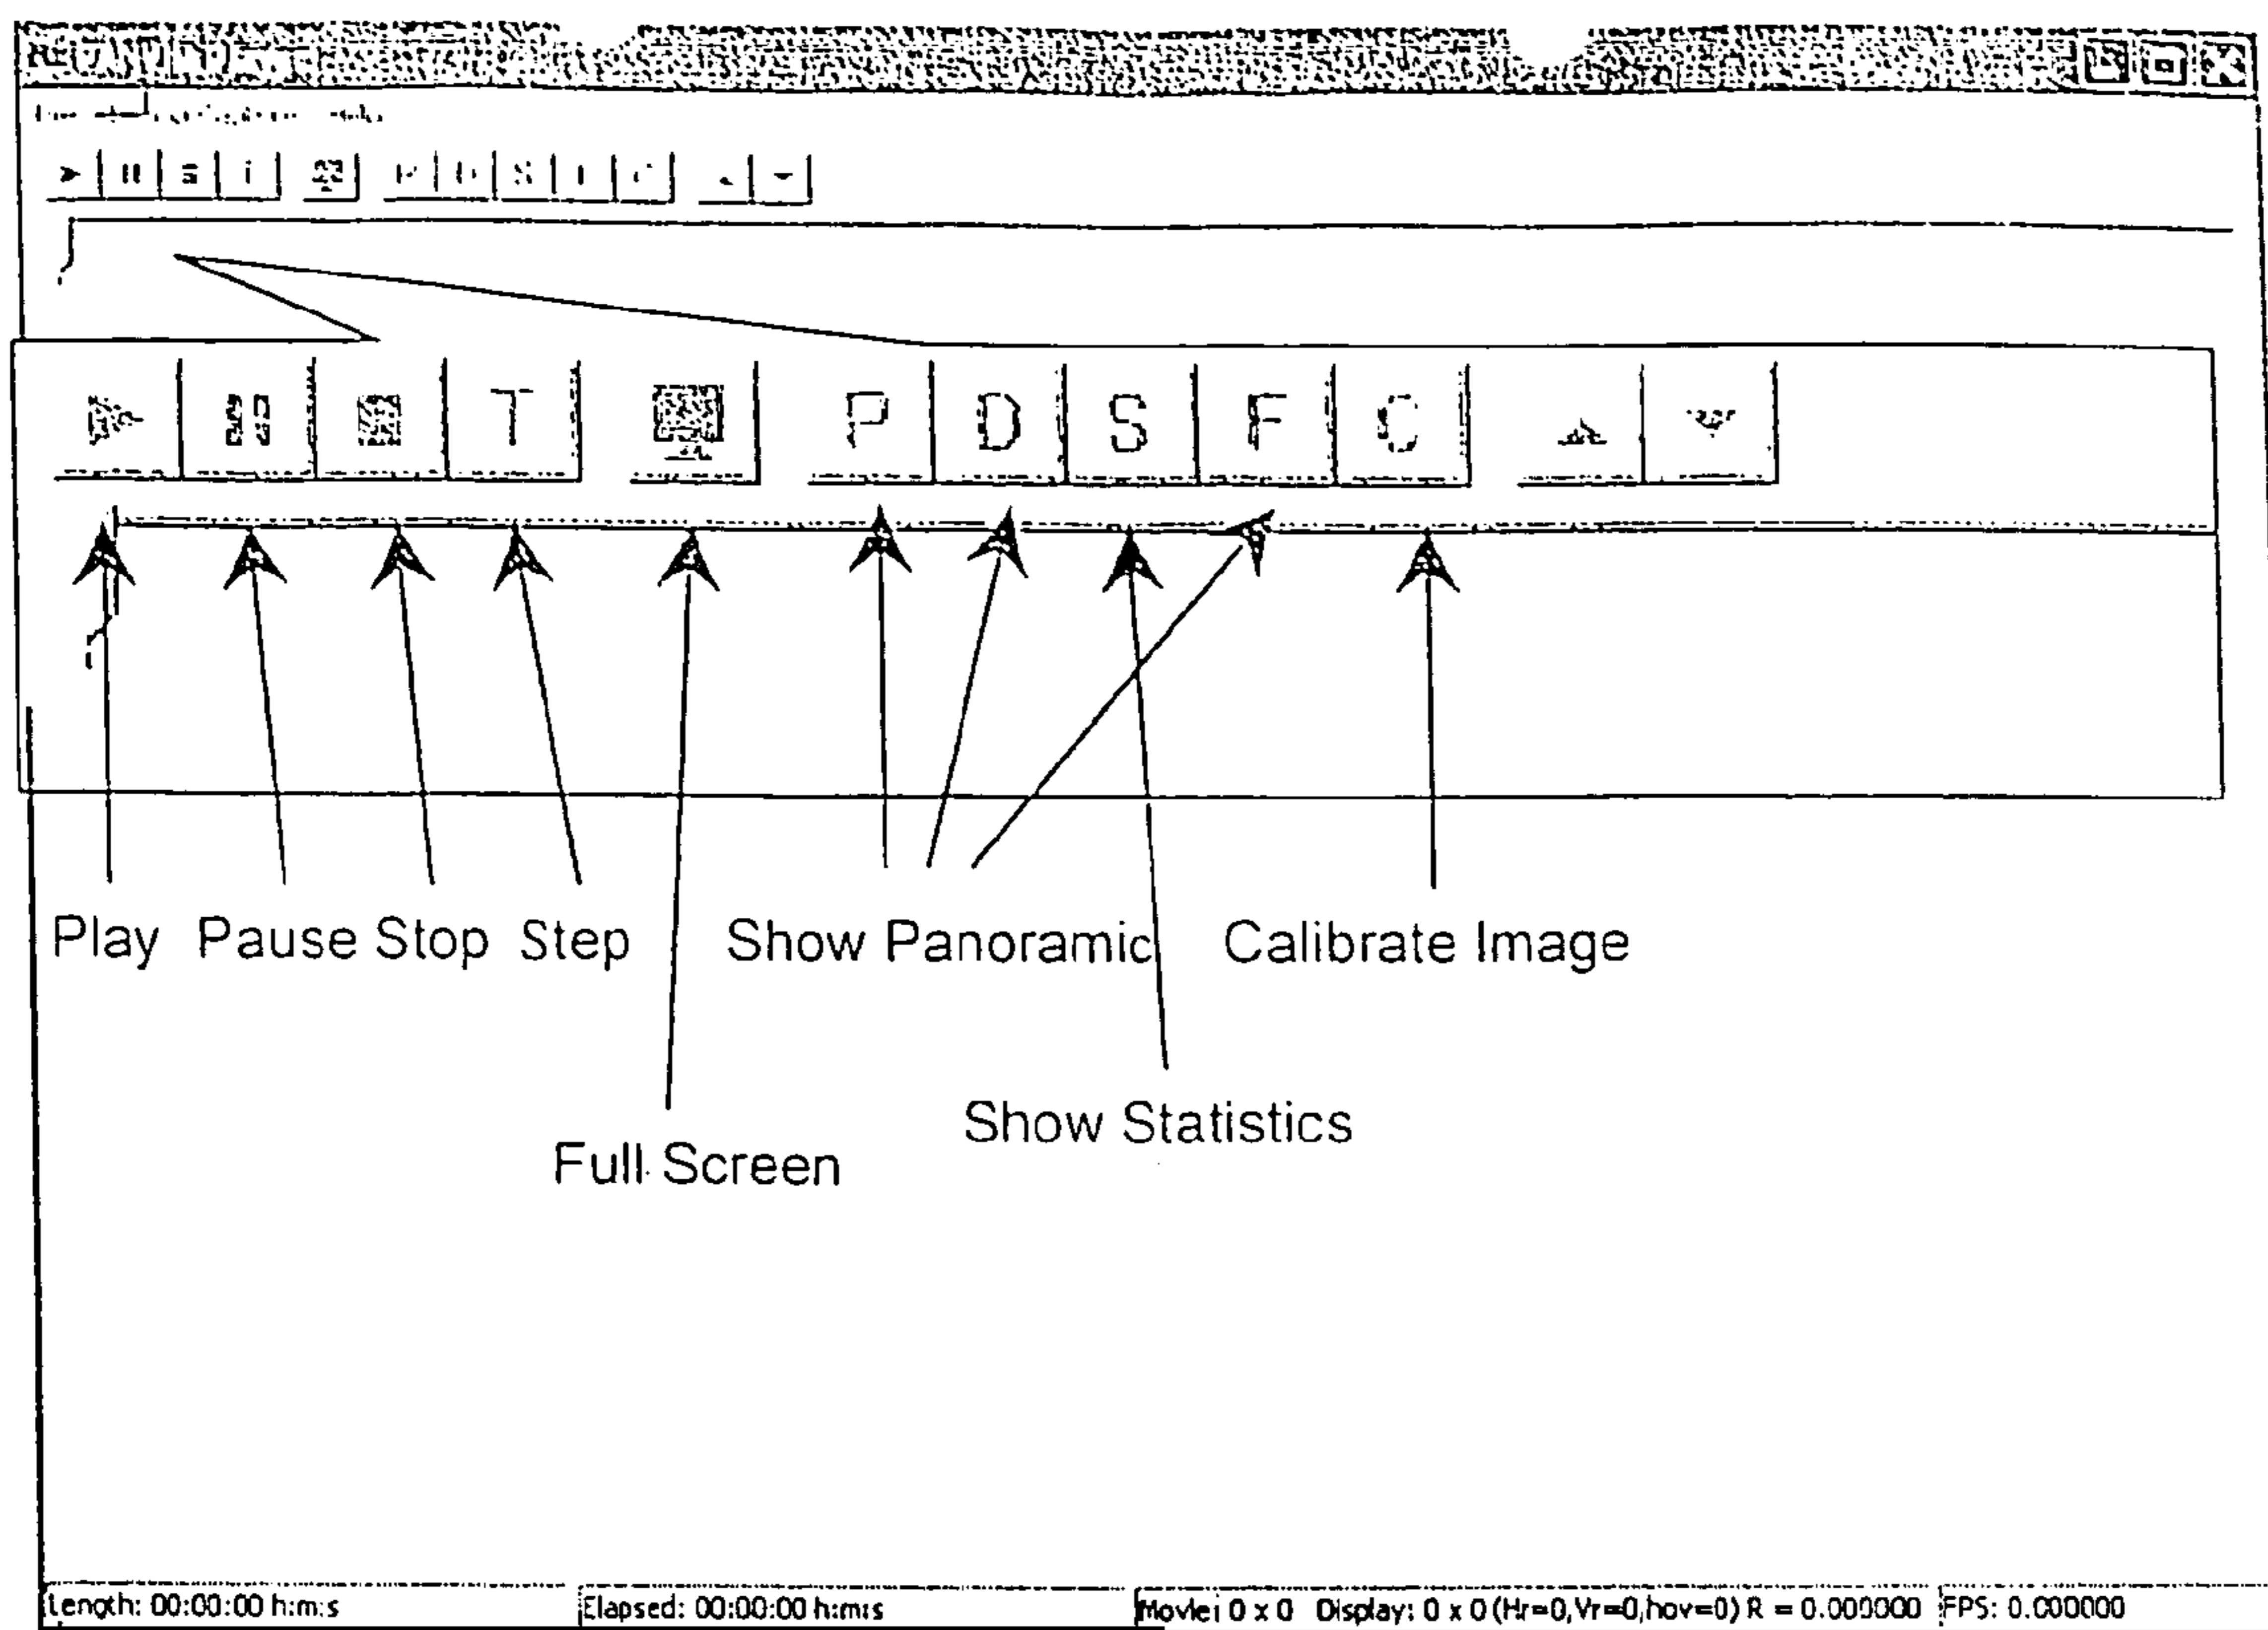 T P D S F C
Play Pause Stop Step Show Panoramic Calibrate Image
Show Statistics
Full Screen
Length: 00:00:00 h:m:s Elapsed: 00:00:00 h:m:s Movie: 0 x 0 Display: 0 x 0 (Hr=0,Vr=0,hov=0) R = 0.000000 FPS: 0.000000